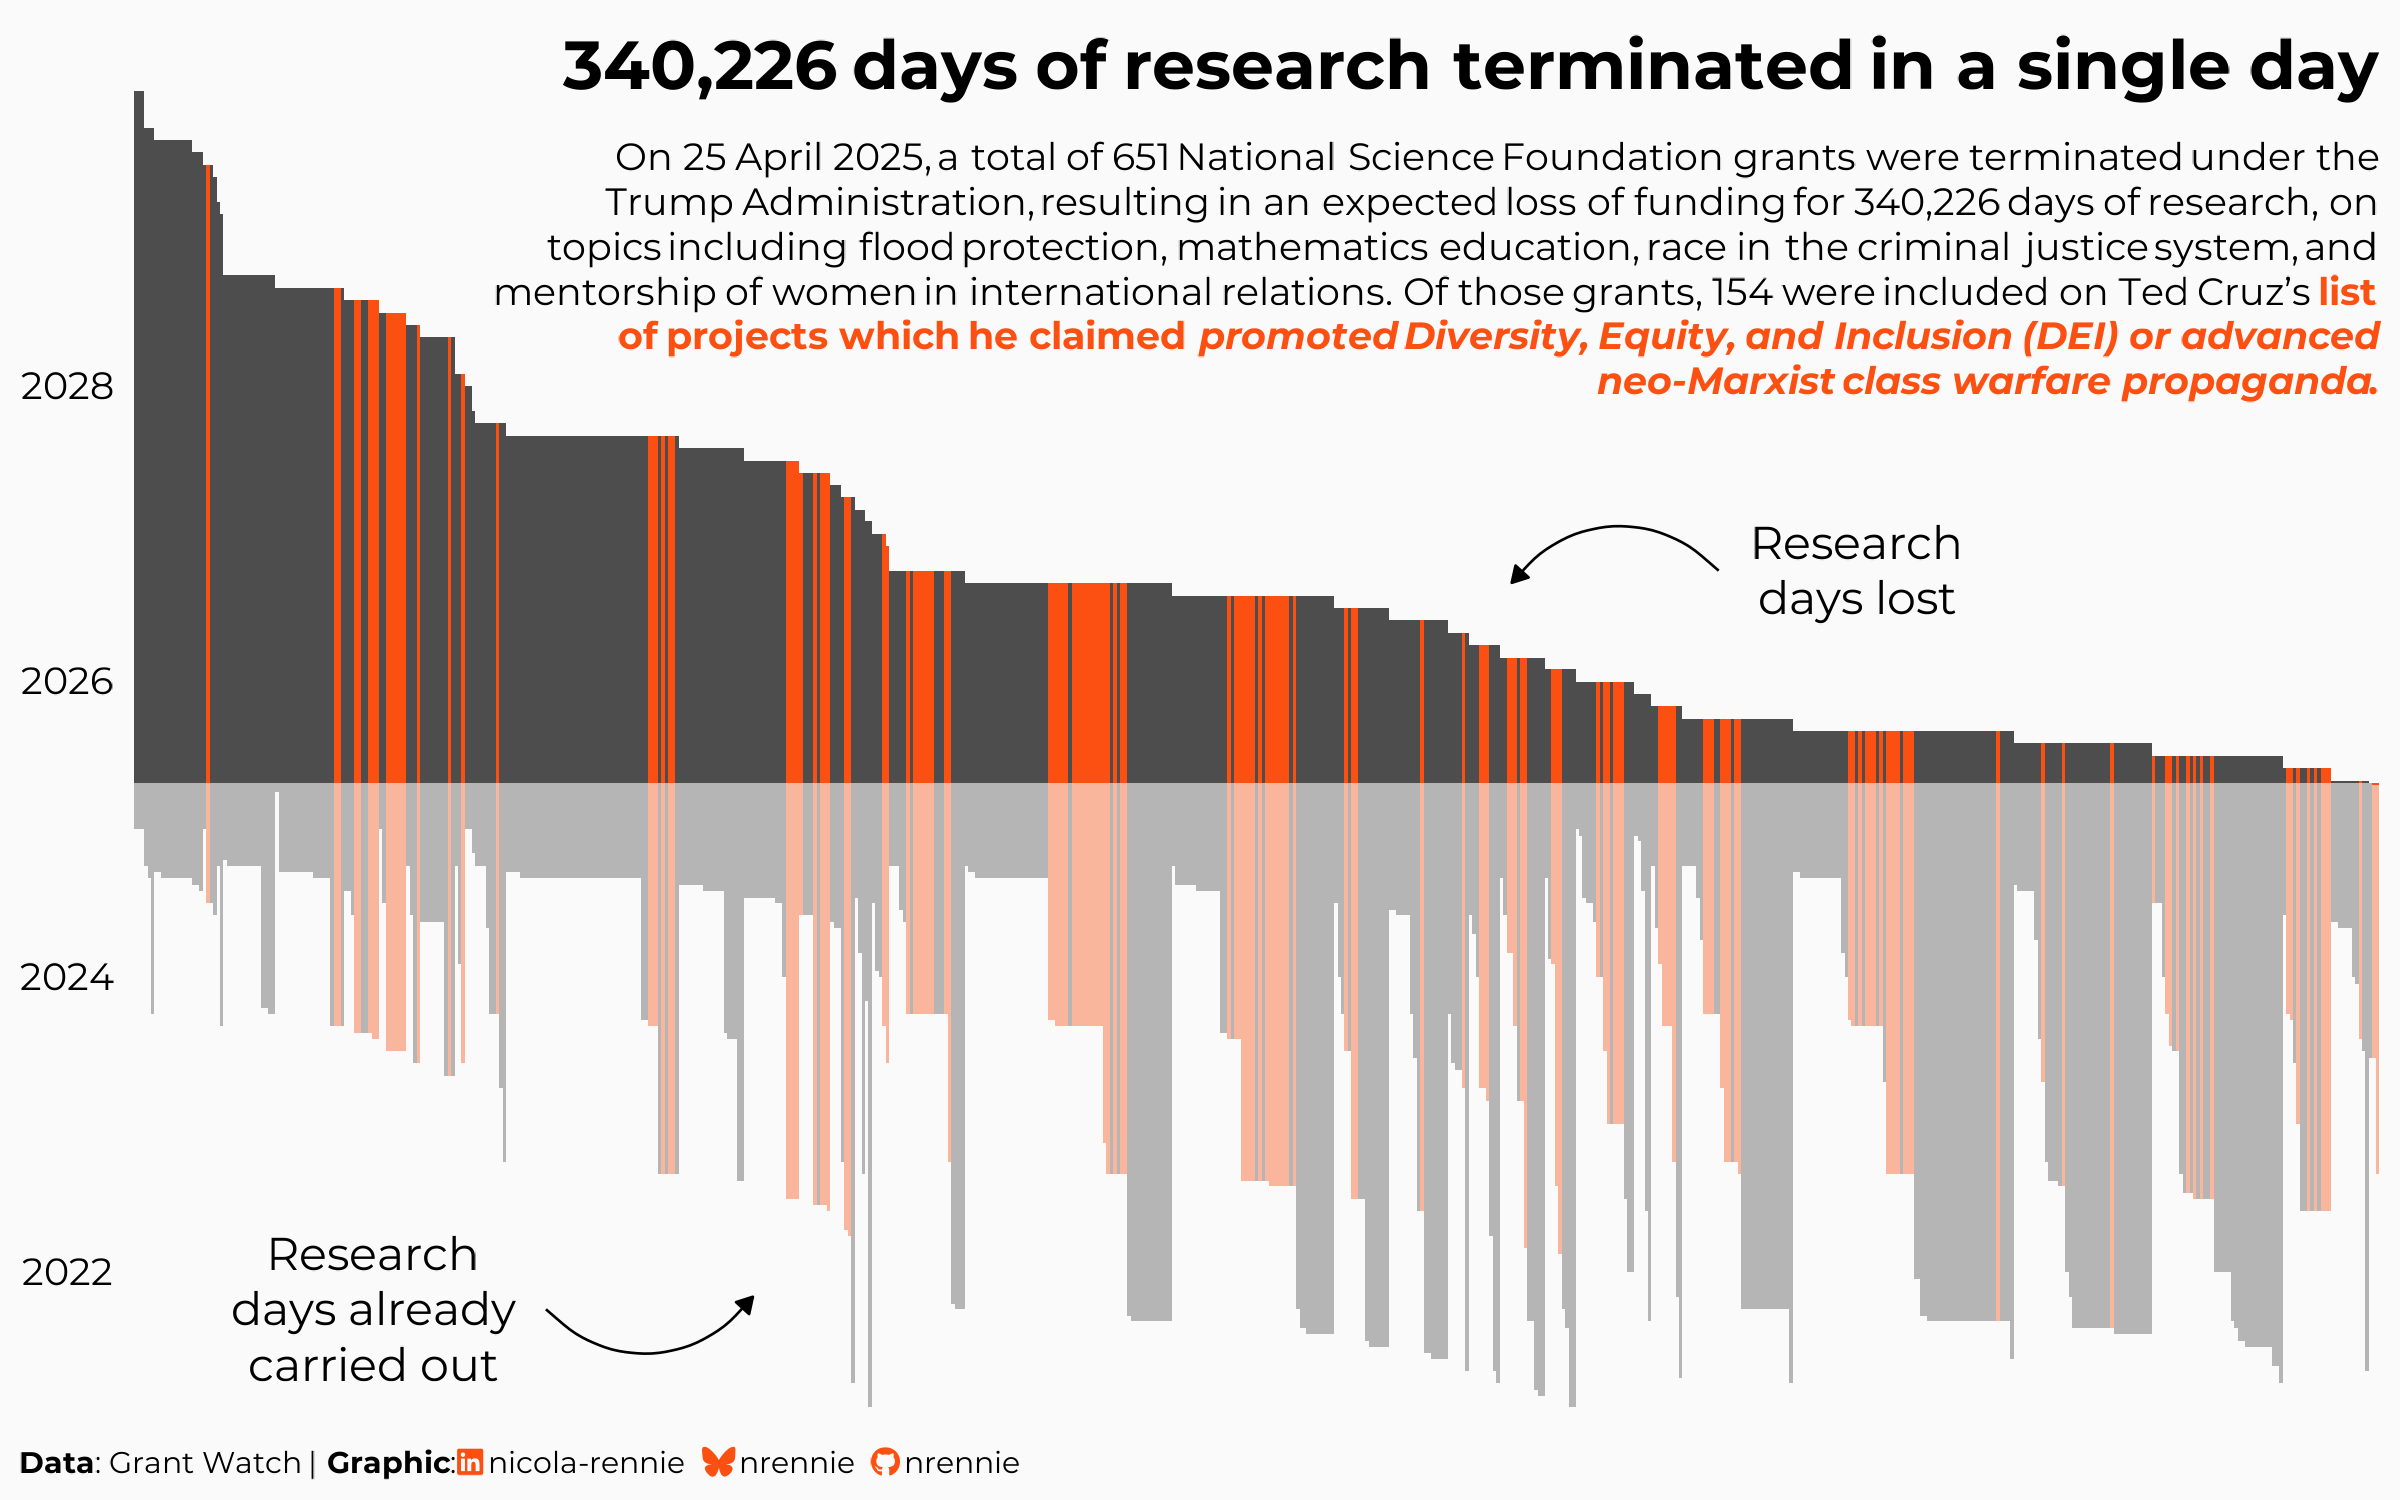 340,226 days of research terminated in a single day
On 25 April 2025, a total of 651 National Science Foundation grants were terminated under the
Trump Administration, resulting in an expected loss of funding for 340,226 days of research, on
topics including flood protection, mathematics education, race in the criminal justice system, and
mentorship of women in international relations. Of those grants, 154 were included on Ted Cruz’s list
of projects which he claimed promoted Diversity, Equity, and Inclusion (DEI) or advanced
neo-Marxist class warfare propaganda.
2028
Research
days lost
2026
2024
2022
Research
days already
carried out
Data: Grant Watch | Graphic: nicola-rennie nrennie nrennie